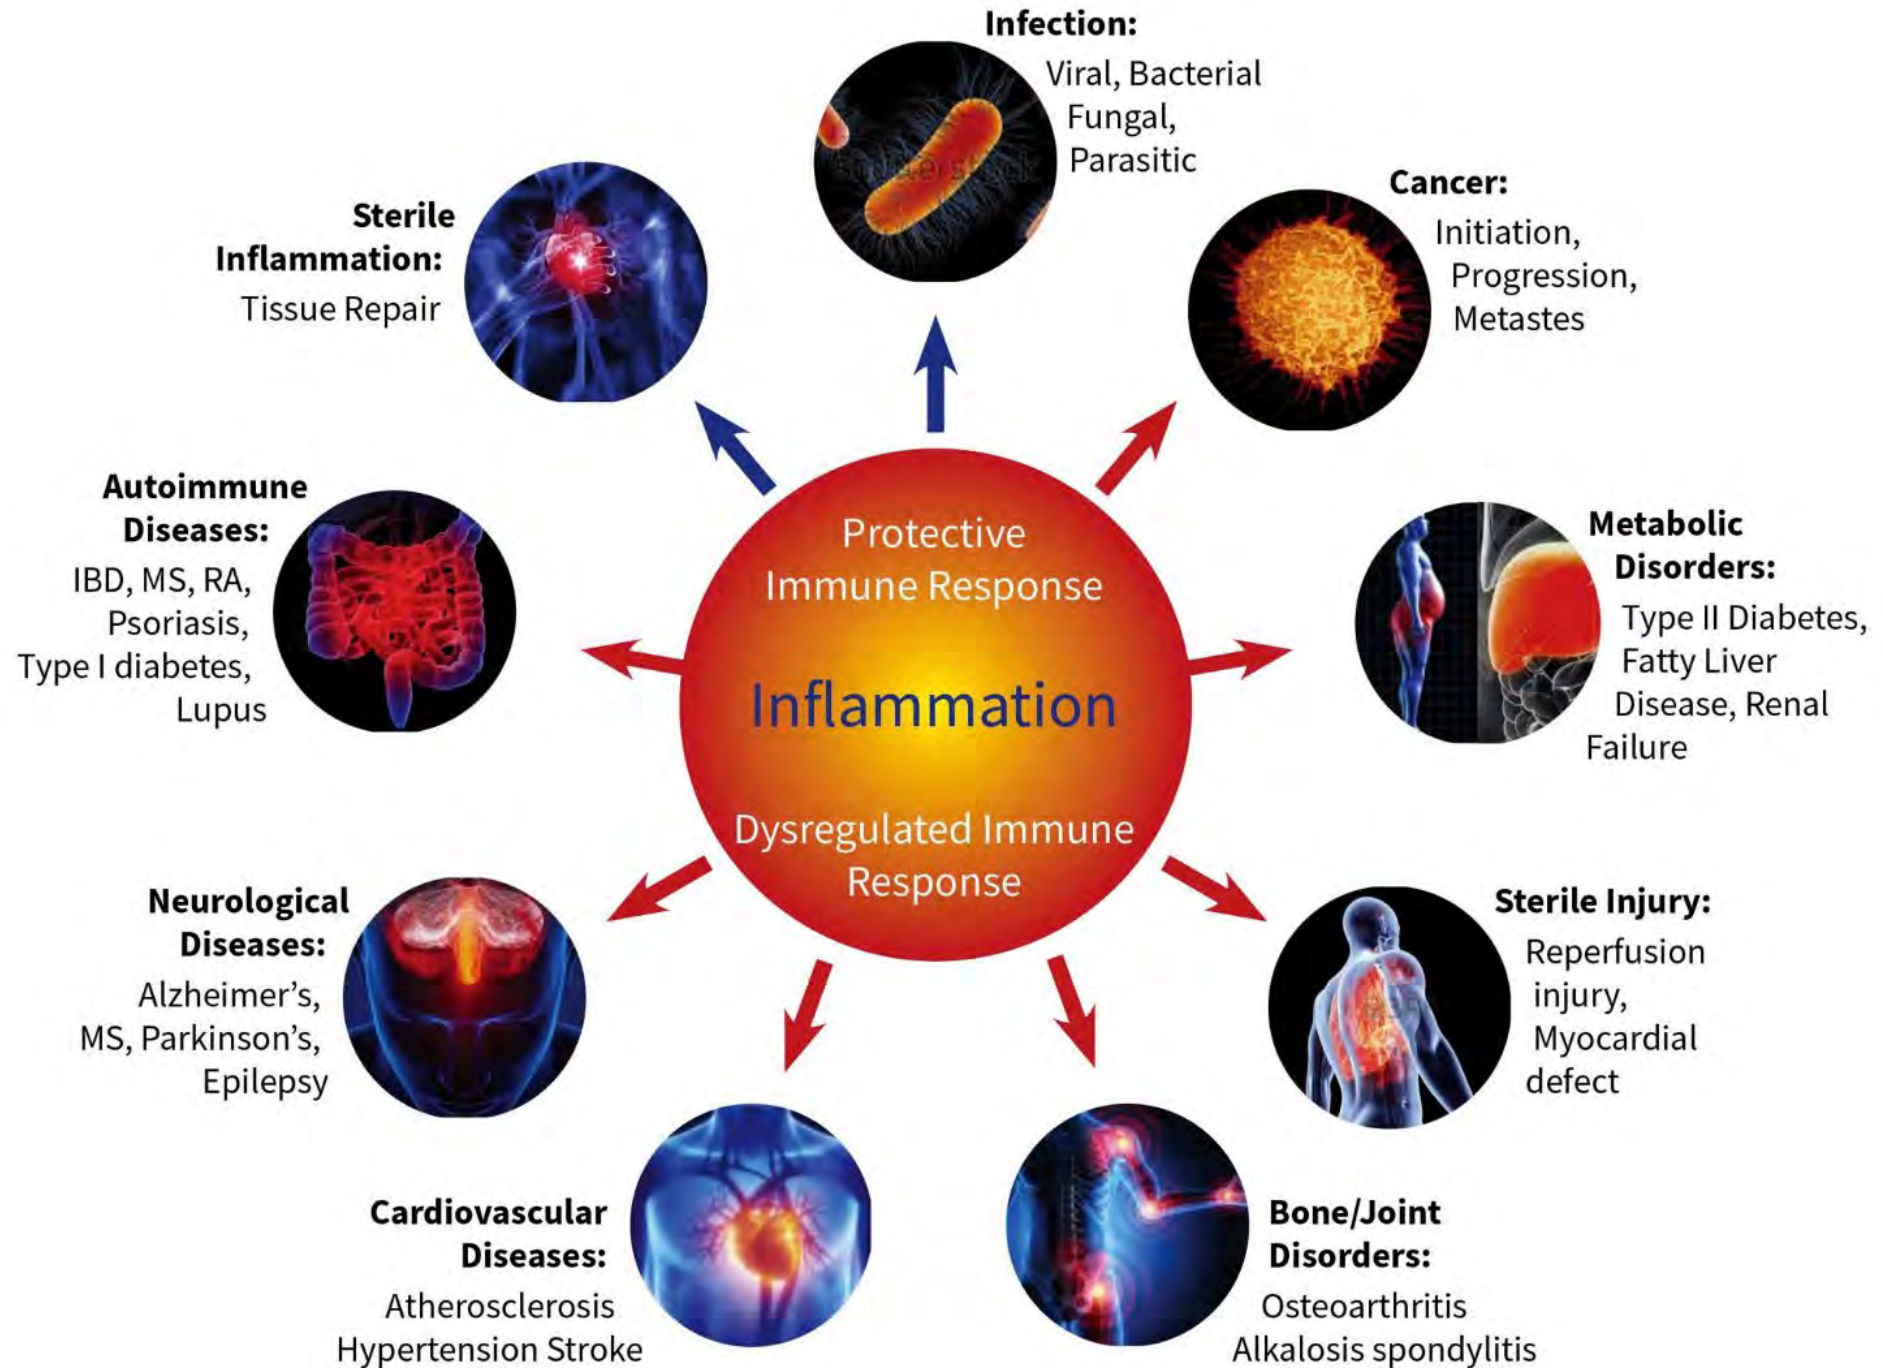 Infection:
Viral, Bacterial
Fungal,
Parasitic
Cancer:
Initiation,
Progression,
Metastes
Sterile
Inflammation:
Tissue Repair
Autoimmune
Diseases:
IBD, MS, RA,
Psoriasis,
Type I diabetes,
Lupus
Protective
Immune Response
Inflammation
Dysregulated Immune
Response
Metabolic
Disorders:
Type II Diabetes,
Fatty Liver
Disease, Renal
Failure
Neurological
Diseases:
Alzheimer’s,
MS, Parkinson’s,
Epilepsy
Sterile Injury:
Reperfusion
injury,
Myocardial
defect
Cardiovascular
Diseases:
Atherosclerosis
Hypertension Stroke
Bone/Joint
Disorders:
Osteoarthritis
Alkalosis spondylitis